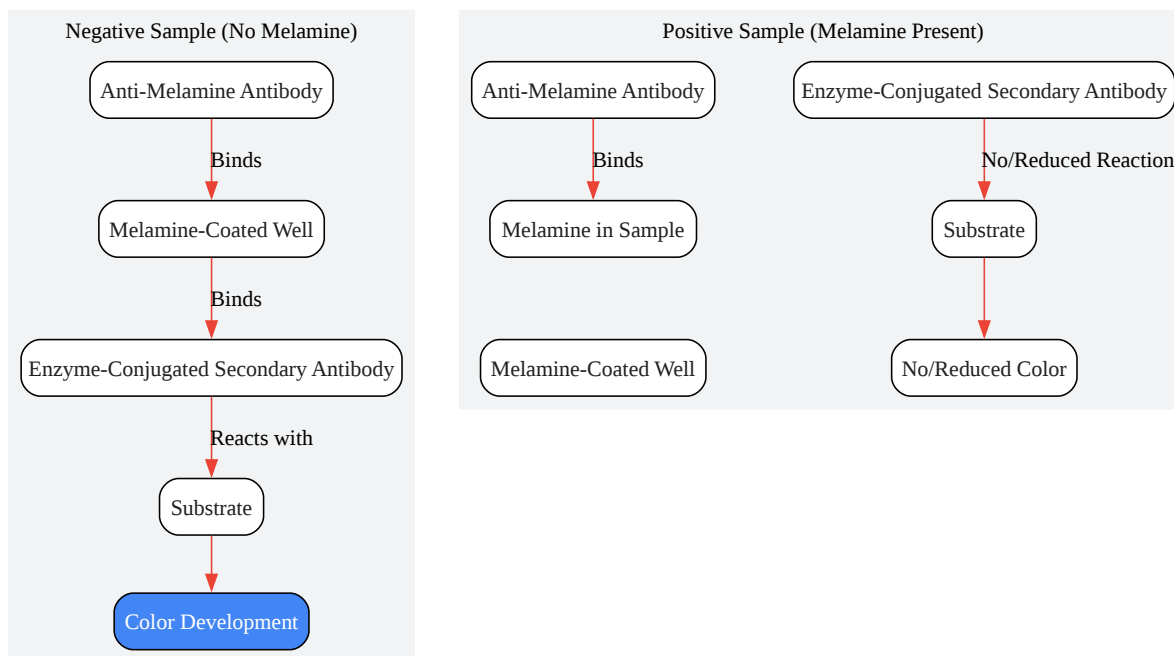 Negative Sample (No Melamine)
Anti-Melamine Antibody
Binds
Melamine-Coated Well
Binds
Enzyme-Conjugated Secondary Antibody
Reacts with
Substrate
Color Development
Positive Sample (Melamine Present)
Anti-Melamine Antibody
Binds
Melamine in Sample
Melamine-Coated Well
Enzyme-Conjugated Secondary Antibody
No/Reduced Reaction
Substrate
No/Reduced Color